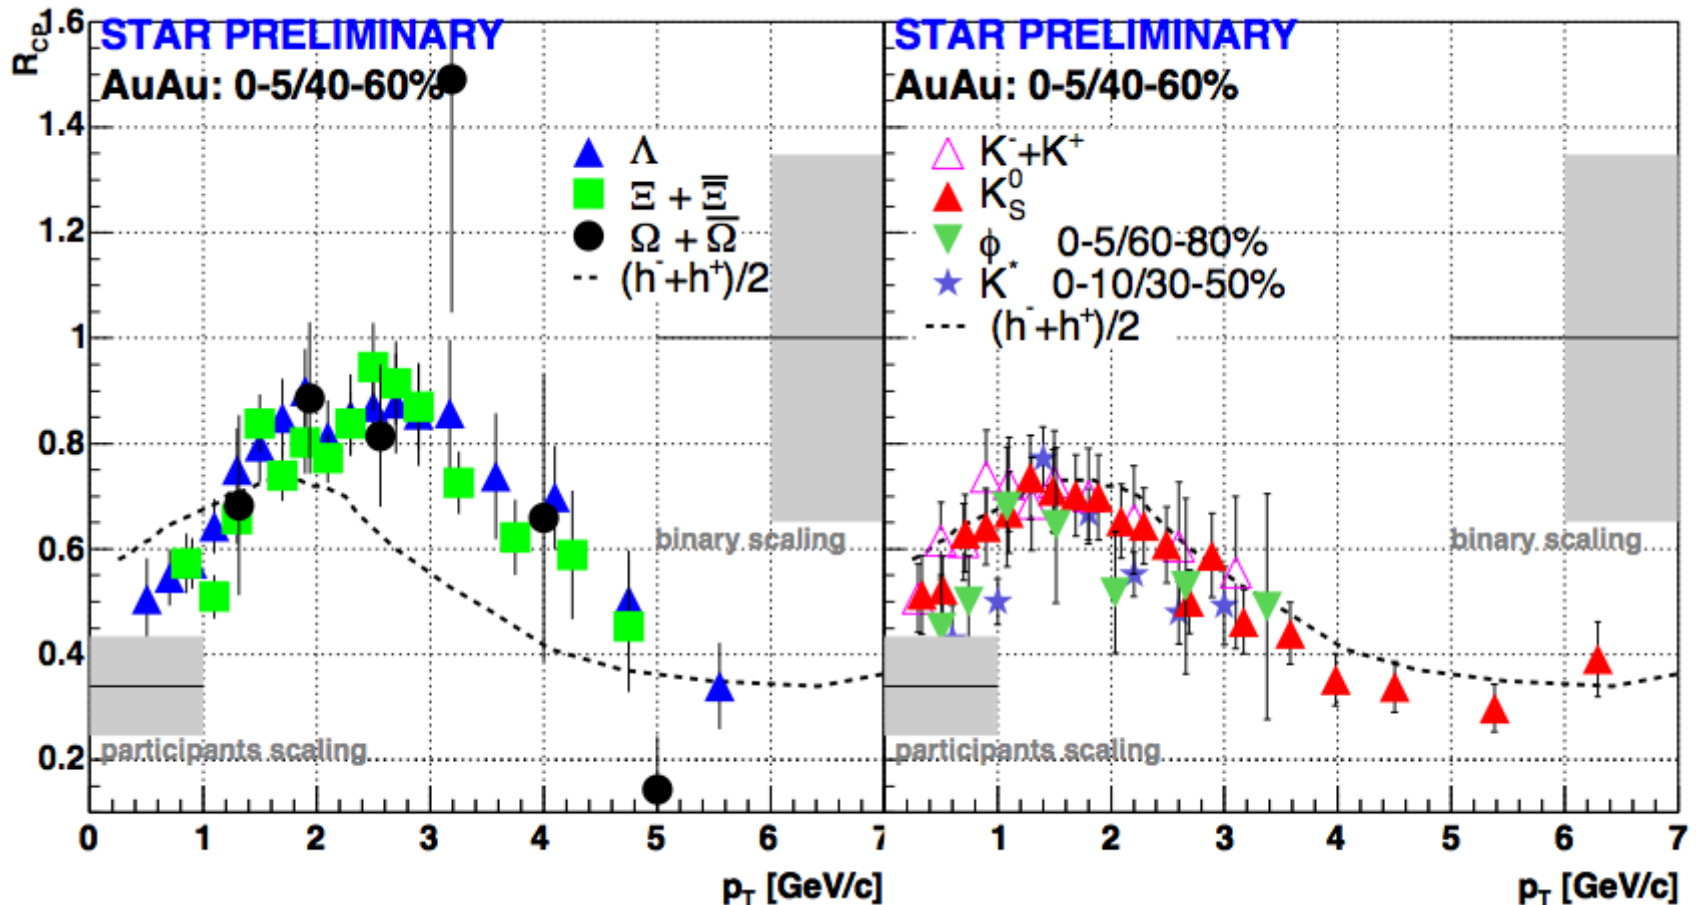 STAR PRELIMINARY
AuAu: 0-5/40-60%
R_CP
1.6
1.4
1.2
1
0.8
0.6
0.4
0.2
Λ
Ξ + Ξ̅
Ω + Ω̅
(h⁻+h⁺)/2
binary scaling
participants scaling
0 1 2 3 4 5 6 7
p_T [GeV/c]
STAR PRELIMINARY
AuAu: 0-5/40-60%
K⁻+K⁺
K⁰_S
ϕ 0-5/60-80%
K* 0-10/30-50%
(h⁻+h⁺)/2
binary scaling
participants scaling
1 2 3 4 5 6 7
p_T [GeV/c]